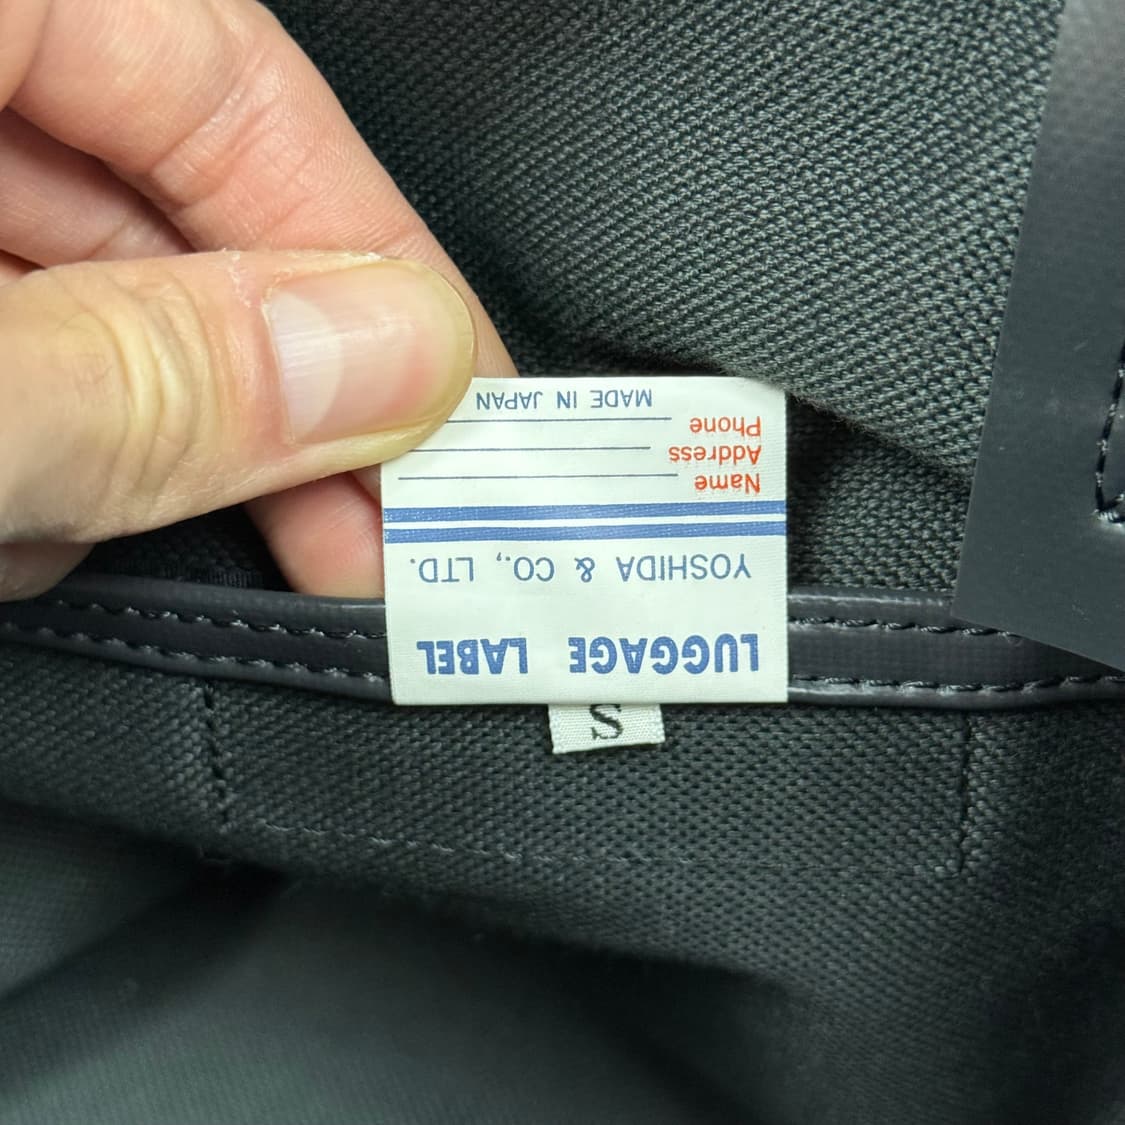 LUGGAGE LABEL
YOSHIDA & CO., LTD.
Name
Address
Phone
MADE IN JAPAN
S